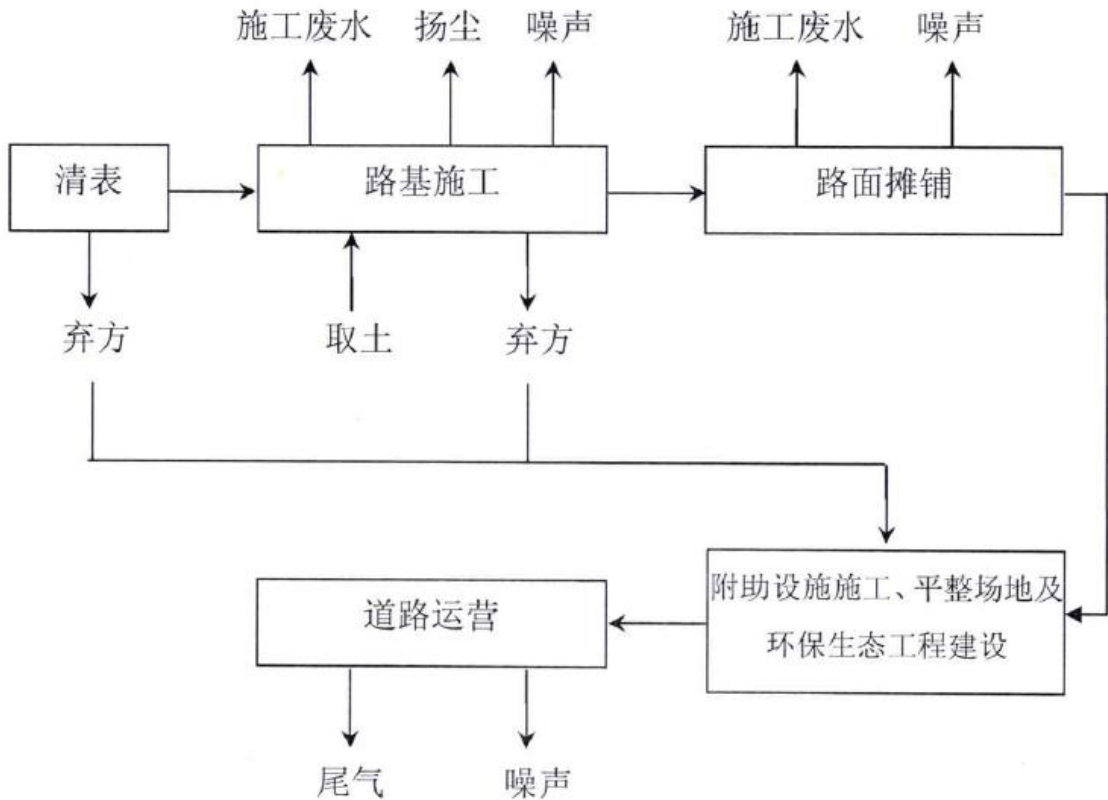 施工废水 扬尘 噪声 施工废水 噪声
清表 路基施工 路面摊铺
弃方 取土 弃方
附助设施施工、平整场地及
环保生态工程建设
道路运营
尾气 噪声